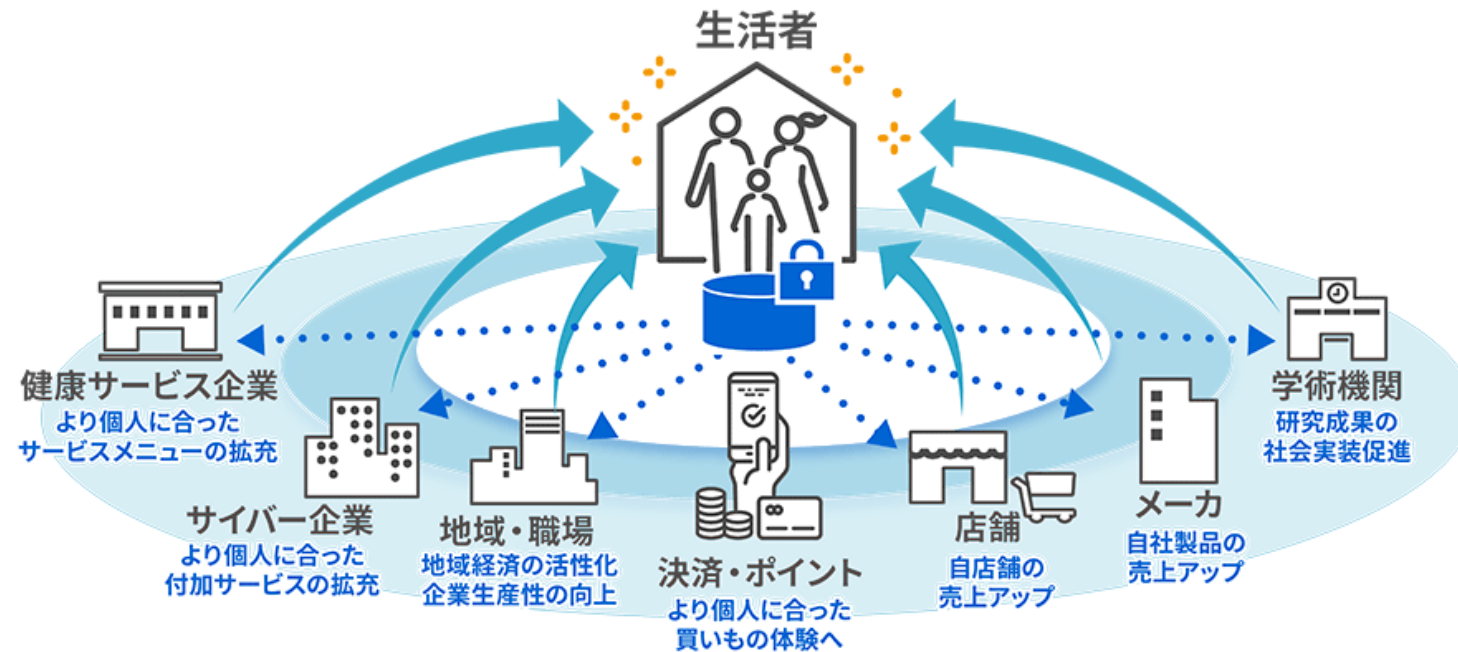 生活者
健康サービス企業
より個人に合った
サービスメニューの拡充
サイバー企業
より個人に合った
付加サービスの拡充
地域・職場
地域経済の活性化
企業生産性の向上
決済・ポイント
より個人に合った
買いもの体験へ
店舗
自店舗の
売上アップ
メーカ
自社製品の
売上アップ
学術機関
研究成果の
社会実装促進